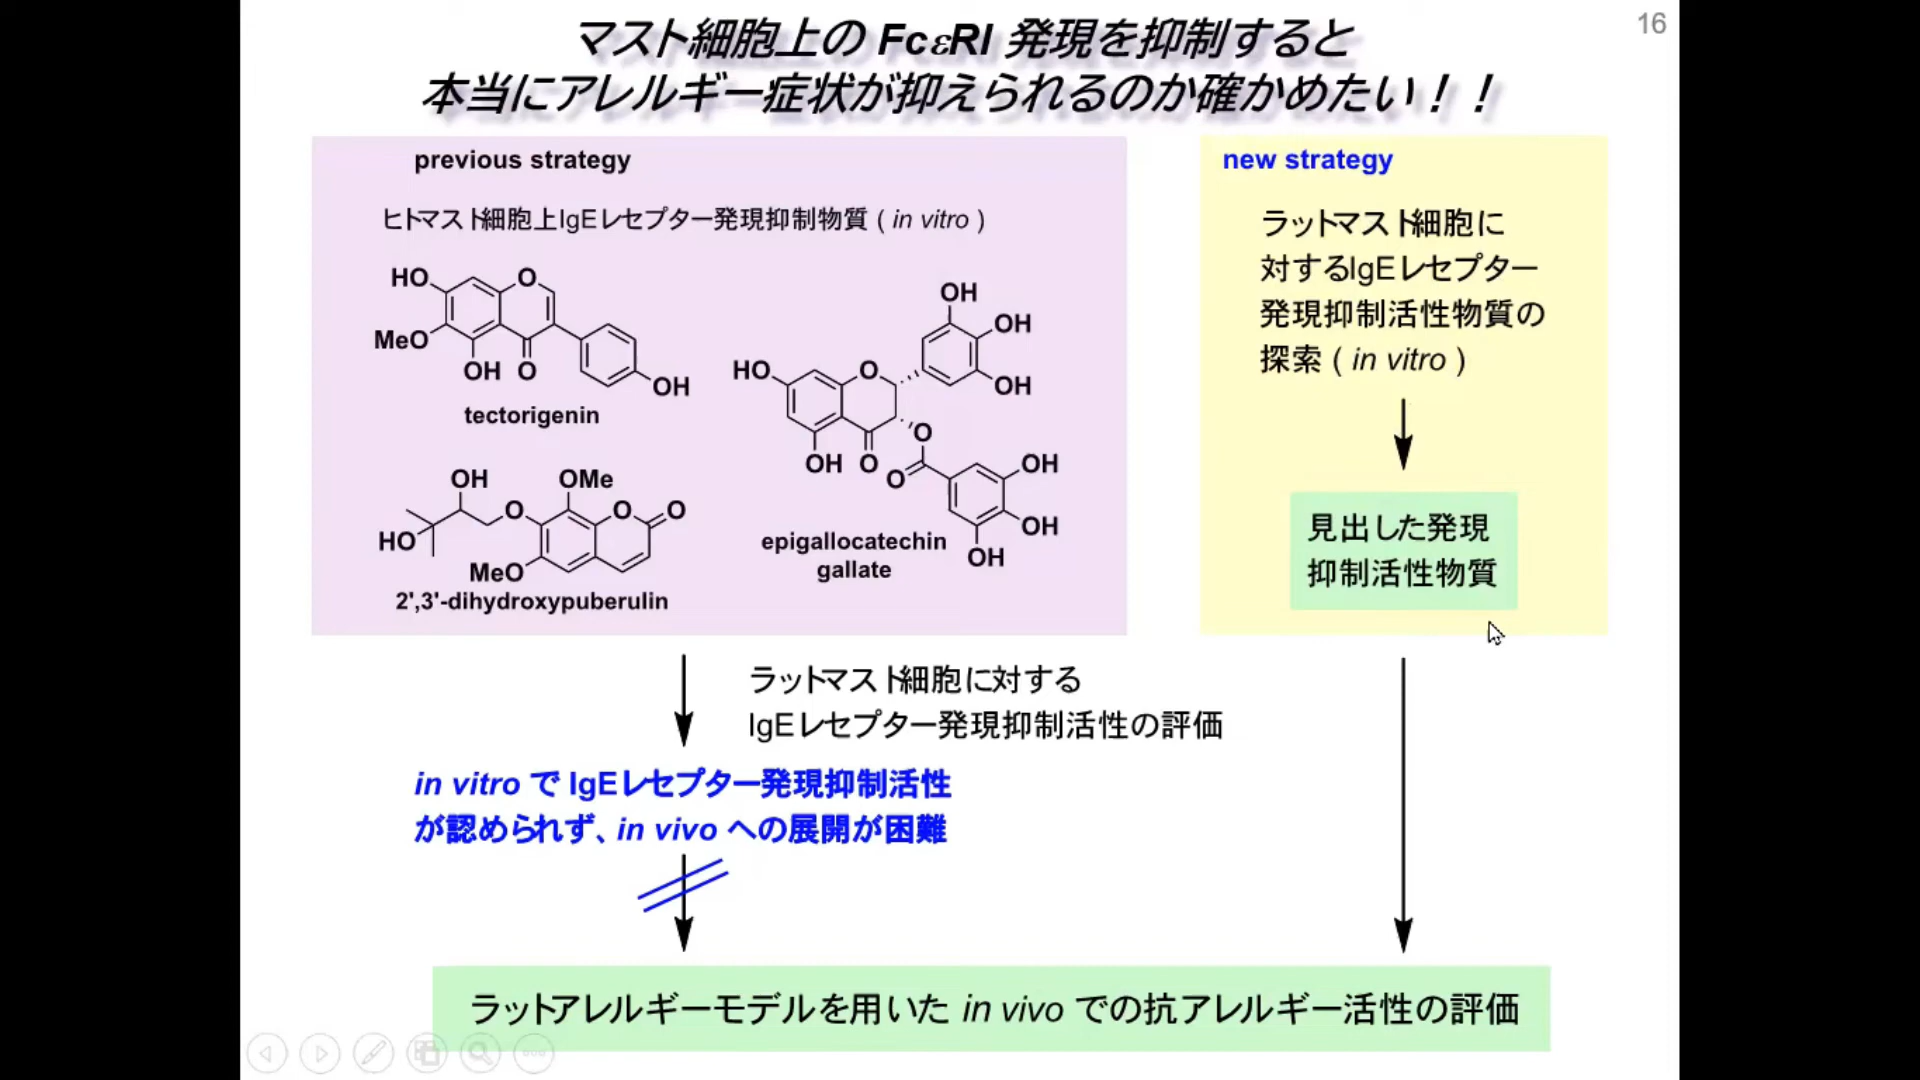 マスト細胞上の FcεRI 発現を抑制すると
本当にアレルギー症状が抑えられるのか確かめたい！！
16
previous strategy
ヒトマスト細胞上IgEレセプター発現抑制物質 ( in vitro )
HO
O
MeO
OH
O
OH
tectorigenin
OH
OMe
O
O
O
HO
MeO
2',3'-dihydroxypuberulin
OH
OH
HO
O
OH
O
OH
O
O
OH
OH
OH
epigallocatechin
gallate
new strategy
ラットマスト細胞に
対するIgEレセプター
発現抑制活性物質の
探索 ( in vitro )
見出した発現
抑制活性物質
ラットマスト細胞に対する
IgEレセプター発現抑制活性の評価
in vitro で IgEレセプター発現抑制活性
が認められず、in vivo への展開が困難
ラットアレルギーモデルを用いた in vivo での抗アレルギー活性の評価